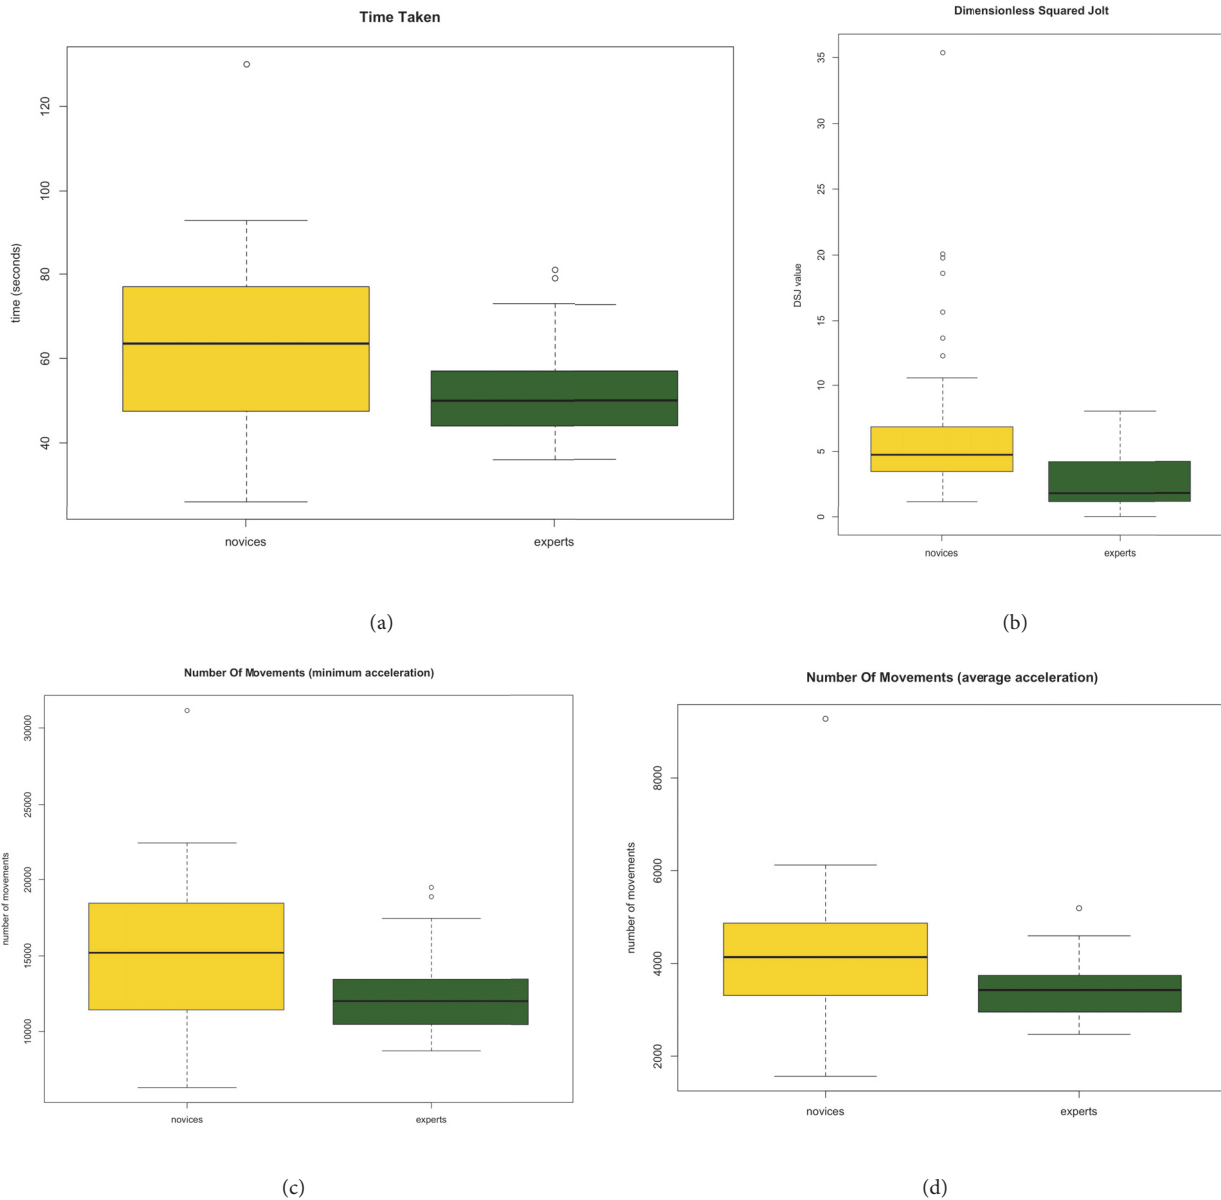 Time Taken
time (seconds)
120
100
80
60
40
novices
experts
(a)
Dimensionless Squared Jolt
DSJ value
35
30
25
20
15
10
5
0
novices
experts
(b)
Number Of Movements (minimum acceleration)
number of movements
30000
25000
20000
15000
10000
novices
experts
(c)
Number Of Movements (average acceleration)
number of movements
8000
6000
4000
2000
novices
experts
(d)